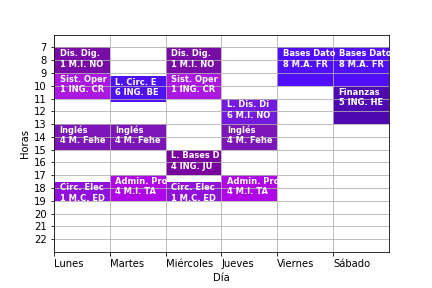 Horas
7
8
9
10
11
12
13
14
15
16
17
18
19
20
21
22
Dis. Dig.
1 M.I. NO
Dis. Dig.
1 M.I. NO
Bases Dato
8 M.A. FR
Bases Dato
8 M.A. FR
Sist. Oper
1 ING. CR
L. Circ. E
6 ING. BE
Sist. Oper
1 ING. CR
Finanzas
5 ING. HE
L. Dis. Di
6 M.I. NO
Inglés
4 M. Fehe
Inglés
4 M. Fehe
Inglés
4 M. Fehe
L. Bases D
4 ING. JU
Admin. Pro
4 M.I. TA
Admin. Pro
4 M.I. TA
Circ. Elec
1 M.C. ED
Circ. Elec
1 M.C. ED
Lunes Martes Miércoles Jueves Viernes Sábado
Día